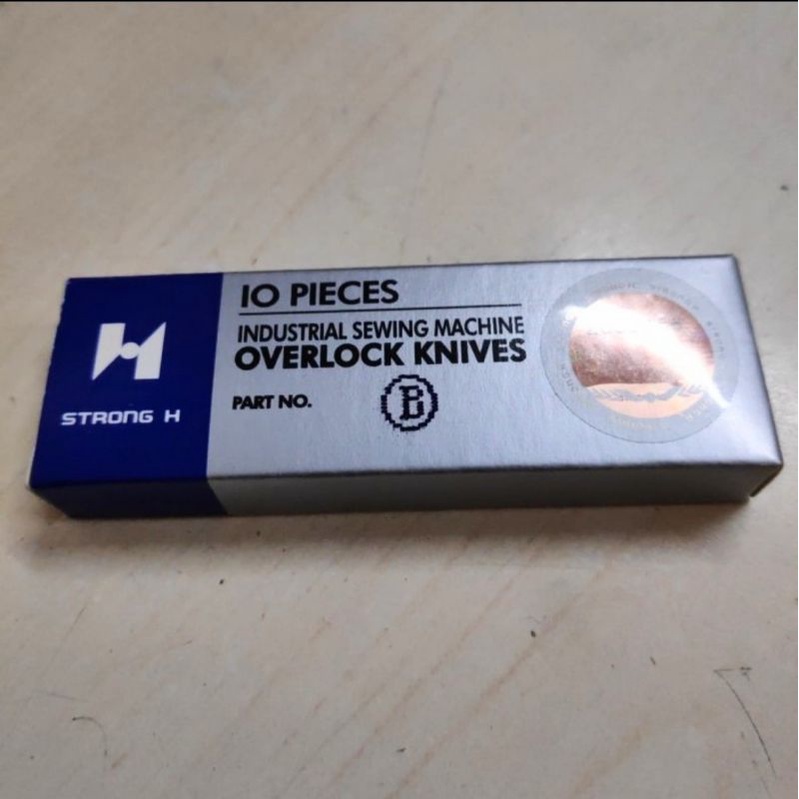 STRONG H
10 PIECES
INDUSTRIAL SEWING MACHINE
OVERLOCK KNIVES
PART NO.